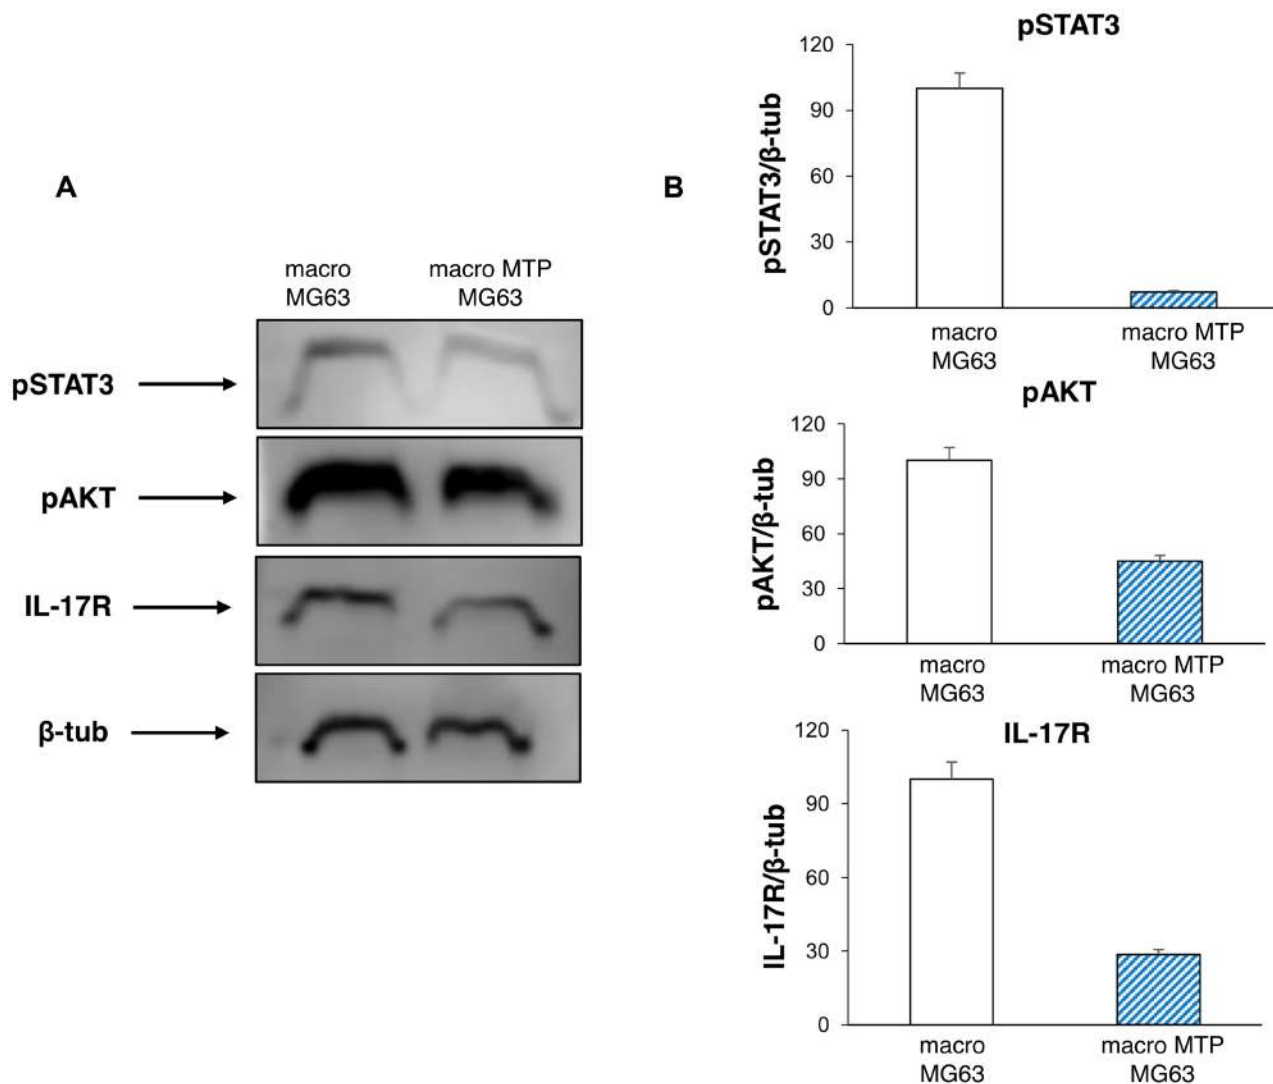 A
macro
MG63
macro MTP
MG63
pSTAT3
pAKT
IL-17R
β-tub
B
pSTAT3
pSTAT3/β-tub
120
90
60
30
0
macro
MG63
macro MTP
MG63
pAKT
pAKT/β-tub
120
90
60
30
0
macro
MG63
macro MTP
MG63
IL-17R
IL-17R/β-tub
120
90
60
30
0
macro
MG63
macro MTP
MG63